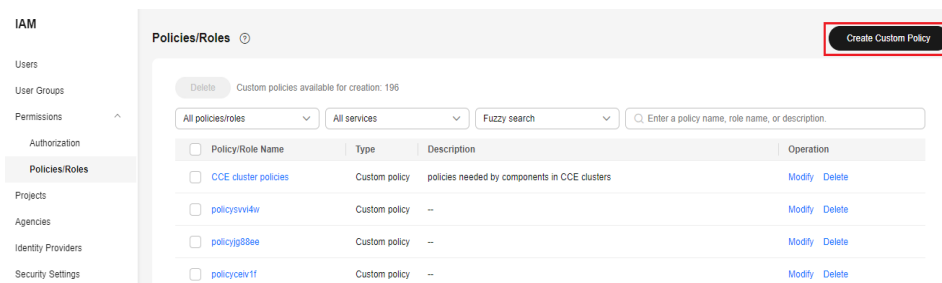 IAM
Users
User Groups
Permissions
Authorization
Policies/Roles
Projects
Agencies
Identity Providers
Security Settings
Policies/Roles
Create Custom Policy
Delete Custom policies available for creation: 196
All policies/roles All services Fuzzy search Enter a policy name, role name, or description.
Policy/Role Name Type Description Operation
CCE cluster policies Custom policy policies needed by components in CCE clusters Modify Delete
policysvvi4w Custom policy -- Modify Delete
policyjg88ee Custom policy -- Modify Delete
policyceiv1f Custom policy -- Modify Delete